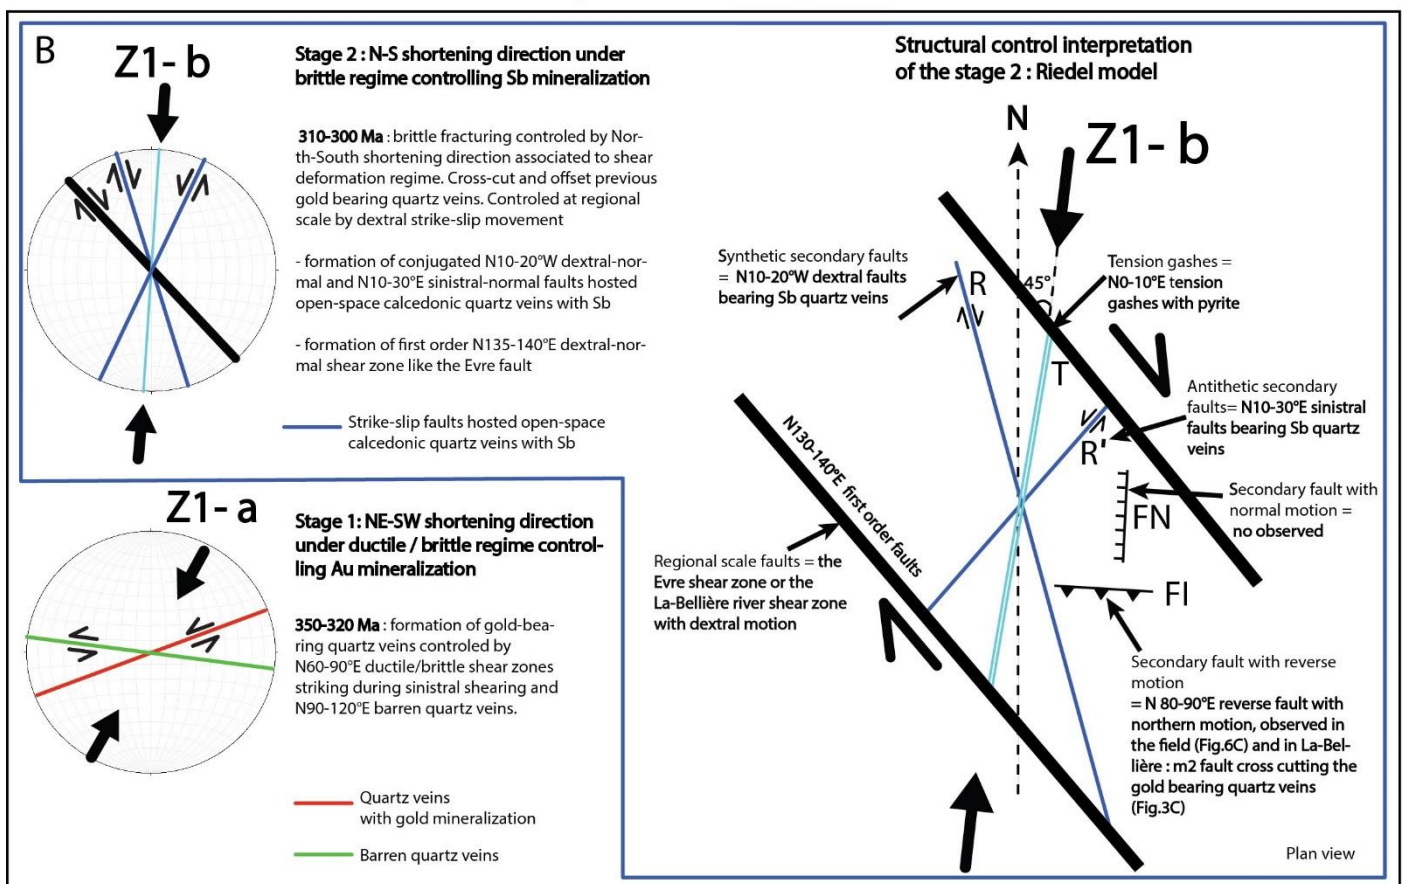 B
Z1- b
Stage 2 : N-S shortening direction under
brittle regime controlling Sb mineralization
310-300 Ma : brittle fracturing controled by Nor-
th-South shortening direction associated to shear
deformation regime. Cross-cut and offset previous
gold bearing quartz veins. Controled at regional
scale by dextral strike-slip movement
- formation of conjugated N10-20°W dextral-nor-
mal and N10-30°E sinistral-normal faults hosted
open-space calcedonic quartz veins with Sb
- formation of first order N135-140°E dextral-nor-
mal shear zone like the Evre fault
Strike-slip faults hosted open-space
calcedonic quartz veins with Sb
Z1- a
Stage 1: NE-SW shortening direction
under ductile / brittle regime control-
ling Au mineralization
350-320 Ma : formation of gold-bea-
ring quartz veins controled by
N60-90°E ductile/brittle shear zones
striking during sinistral shearing and
N90-120°E barren quartz veins.
Quartz veins
with gold mineralization
Barren quartz veins
Structural control interpretation
of the stage 2 : Riedel model
N
Z1- b
Synthetic secondary faults
= N10-20°W dextral faults
bearing Sb quartz veins
R
45°
Tension gashes =
N0-10°E tension
gashes with pyrite
T
Antithetic secondary
faults= N10-30°E sinistral
faults bearing Sb quartz
veins
R'
N130-140°E first order faults
Secondary fault with
normal motion =
no observed
FN
Regional scale faults = the
Evre shear zone or the
La-Bellière river shear zone
with dextral motion
FI
Secondary fault with reverse
motion
= N 80-90°E reverse fault with
northern motion, observed in
the field (Fig.6C) and in La-Bel-
lière : m2 fault cross cutting the
gold bearing quartz veins
(Fig.3C)
Plan view